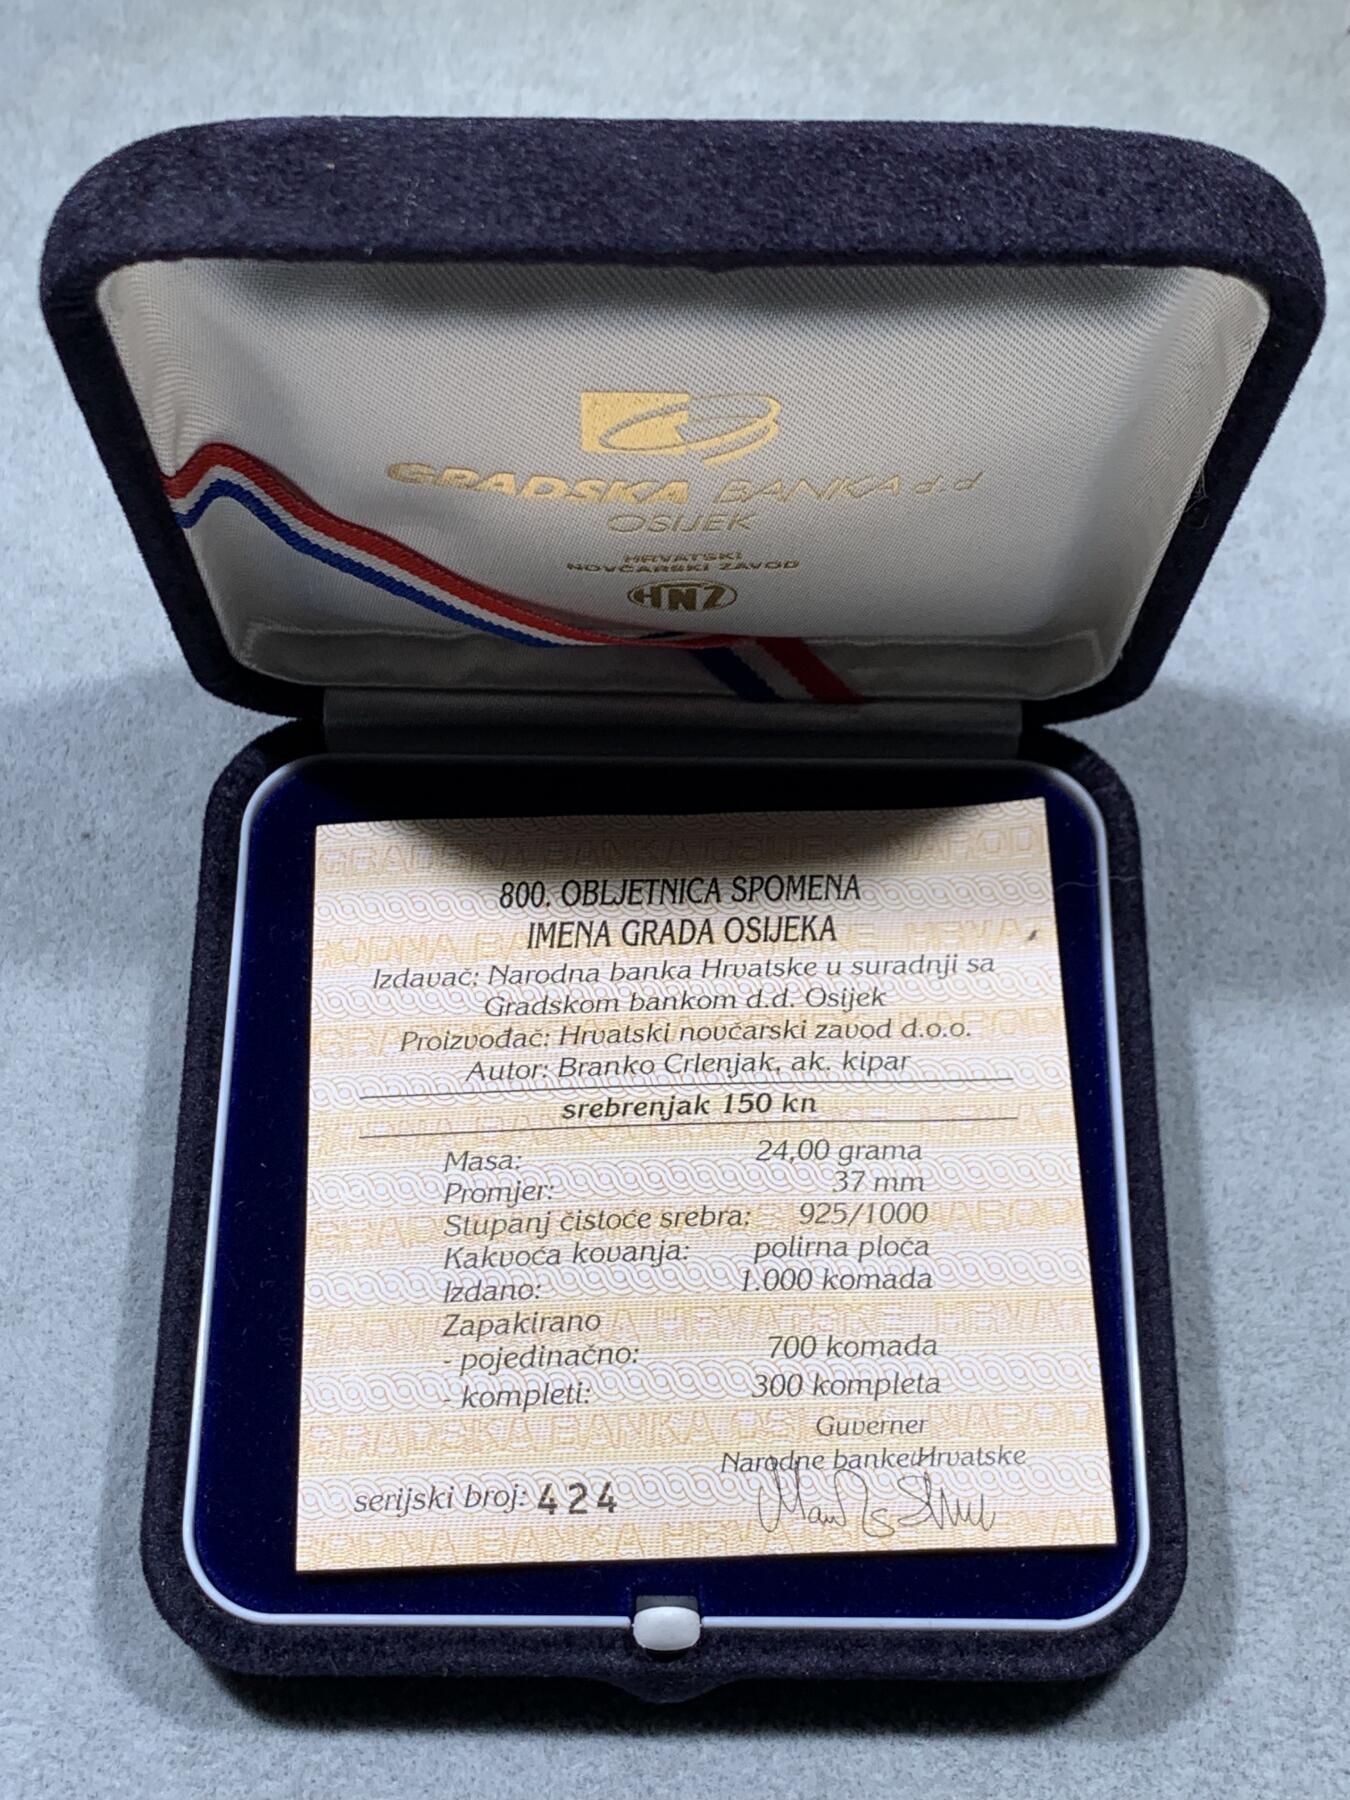 GRADSKA BANKA d.d
OSIJEK
HRVATSKI
NOVČARSKI ZAVOD
HNZ
800. OBLJETNICA SPOMENA
IMENA GRADA OSIJEKA
Izdavač: Narodna banka Hrvatske u suradnji sa
Gradskom bankom d.d. Osijek
Proizvođač: Hrvatski novčarski zavod d.o.o.
Autor: Branko Crlenjak, ak. kipar
srebrenjak 150 kn
Masa: 24,00 grama
Promjer: 37 mm
Stupanj čistoće srebra: 925/1000
Kakvoća kovanja: polirna ploča
Izdano: 1.000 komada
Zapakirano
- pojedinačno: 700 komada
- kompleti: 300 kompleta
Guverner
Narodne banke Hrvatske
serijski broj: 424